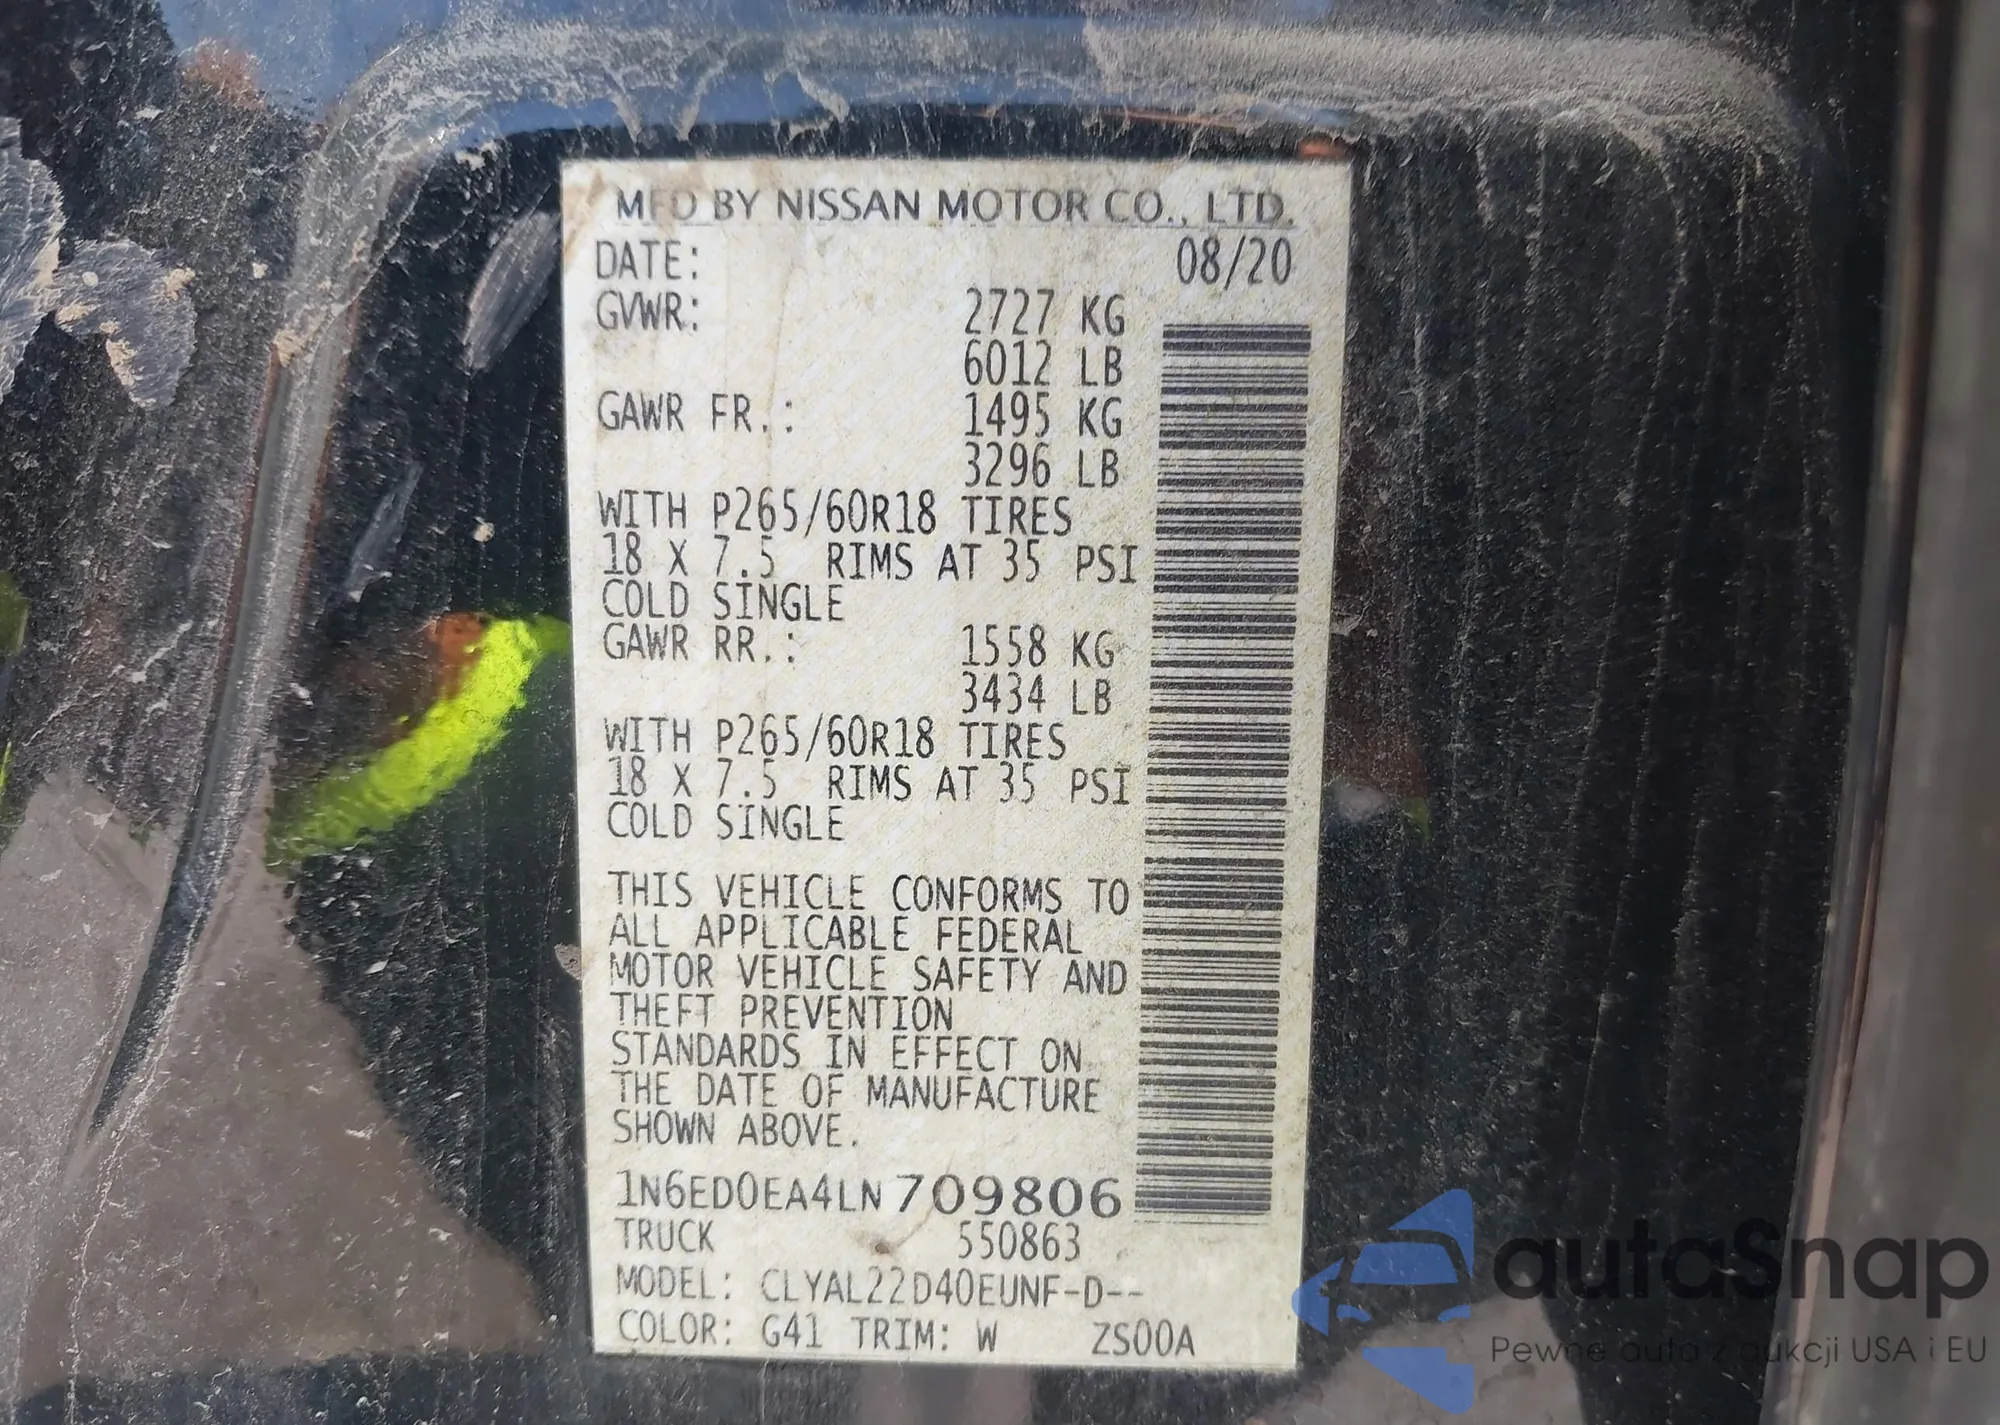 MFD BY NISSAN MOTOR CO., LTD.
DATE: 08/20
GVWR: 2727 KG
6012 LB
GAWR FR.: 1495 KG
3296 LB
WITH P265/60R18 TIRES
18 X 7.5 RIMS AT 35 PSI
COLD SINGLE
GAWR RR.: 1558 KG
3434 LB
WITH P265/60R18 TIRES
18 X 7.5 RIMS AT 35 PSI
COLD SINGLE
THIS VEHICLE CONFORMS TO
ALL APPLICABLE FEDERAL
MOTOR VEHICLE SAFETY AND
THEFT PREVENTION
STANDARDS IN EFFECT ON
THE DATE OF MANUFACTURE
SHOWN ABOVE.
1N6ED0EA4LN709806
TRUCK 550863
MODEL: CLYAL22D40EUNF-D--
COLOR: G41 TRIM: W ZS00A
autaSnap
Pewne auta z aukcji USA i EU